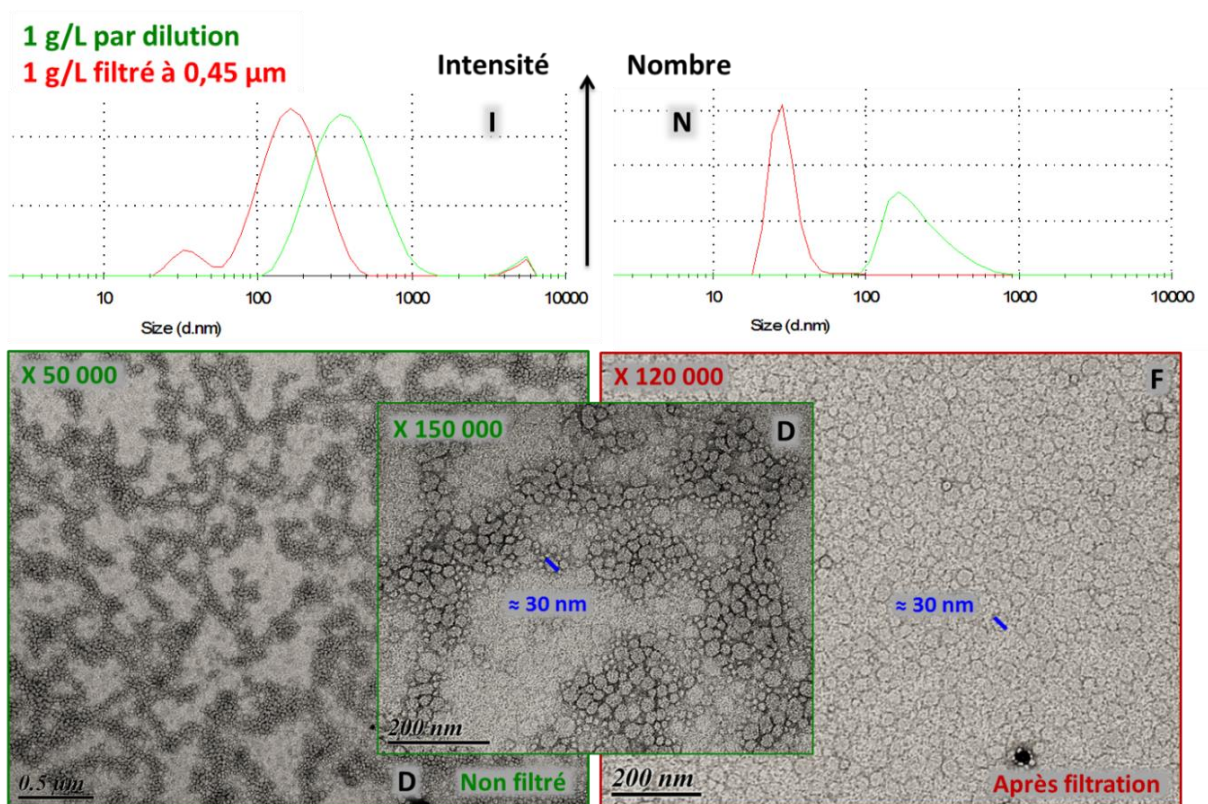 1 g/L par dilution
1 g/L filtré à 0,45 µm
Intensité
Nombre
I
N
10 100 1000 10000
Size (d.nm)
10 100 1000 10000
Size (d.nm)
X 50 000
X 150 000
D
X 120 000
F
≈ 30 nm
≈ 30 nm
200 nm
0.5 µm
D
Non filtré
200 nm
Après filtration